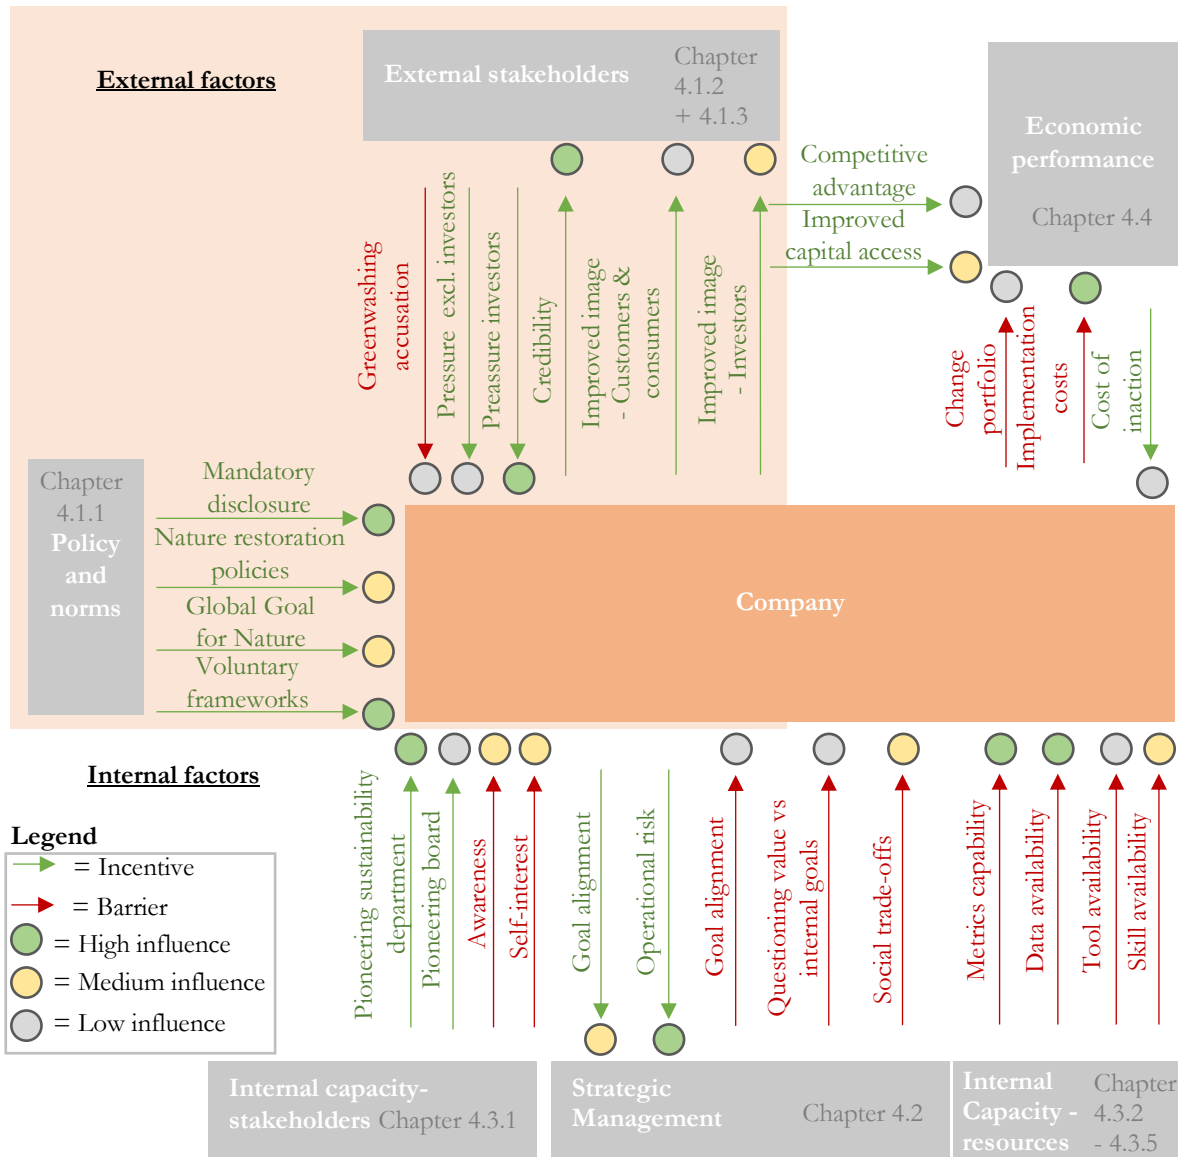 External factors
External stakeholders
Chapter
4.1.2
+ 4.1.3
Economic
performance
Chapter 4.4
Competitive
advantage
Improved
capital access
Greenwashing
accusation
Pressure excl. investors
Preassure investors
Credibility
Improved image
- Customers &
consumers
Improved image
- Investors
Change
portfolio
Implementation
costs
Cost of
inaction
Chapter
4.1.1
Policy
and
norms
Mandatory
disclosure
Nature restoration
policies
Global Goal
for Nature
Voluntary
frameworks
Company
Internal factors
Legend
= Incentive
= Barrier
= High influence
= Medium influence
= Low influence
Pioneering sustainability
department
Pioneering board
Awareness
Self-interest
Goal alignment
Operational risk
Goal alignment
Questioning value vs
internal goals
Social trade-offs
Metrics capability
Data availability
Tool availability
Skill availability
Internal capacity-
stakeholders Chapter 4.3.1
Strategic
Management
Chapter 4.2
Internal
Capacity -
resources
Chapter
4.3.2
- 4.3.5